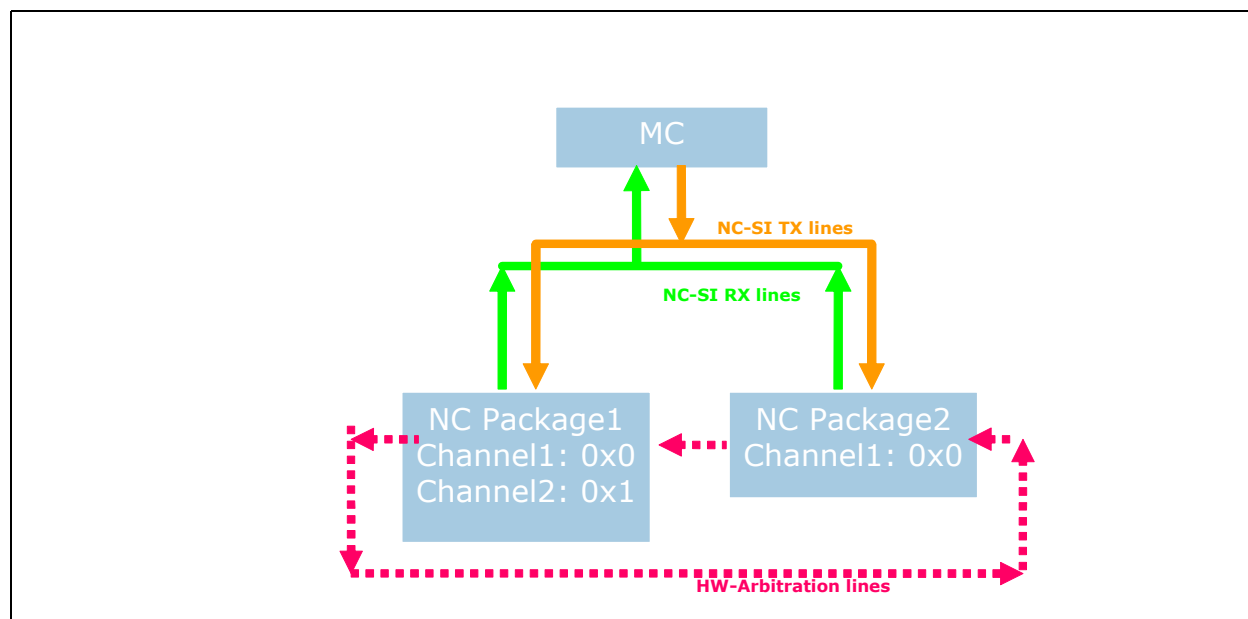 MC
NC-SI TX lines
NC-SI RX lines
NC Package1
Channel1: 0x0
Channel2: 0x1
NC Package2
Channel1: 0x0
HW-Arbitration lines